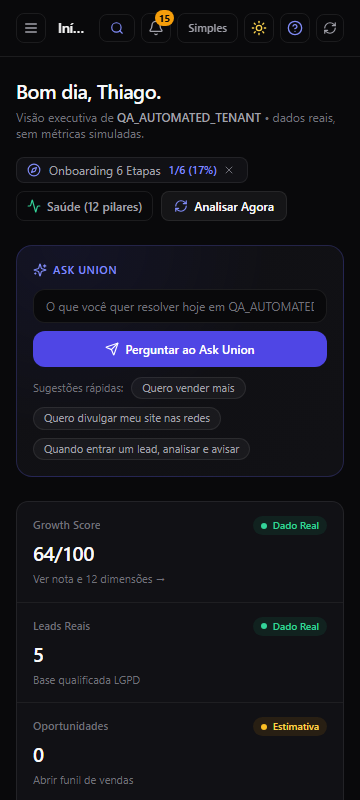 Iní...
15
Simples
Bom dia, Thiago.
Visão executiva de QA_AUTOMATED_TENANT • dados reais,
sem métricas simuladas.
Onboarding 6 Etapas 1/6 (17%) ×
Saúde (12 pilares)
Analisar Agora
ASK UNION
O que você quer resolver hoje em QA_AUTOMATED
Perguntar ao Ask Union
Sugestões rápidas: Quero vender mais
Quero divulgar meu site nas redes
Quando entrar um lead, analisar e avisar
Growth Score
Dado Real
64/100
Ver nota e 12 dimensões →
Leads Reais
Dado Real
5
Base qualificada LGPD
Oportunidades
Estimativa
0
Abrir funil de vendas